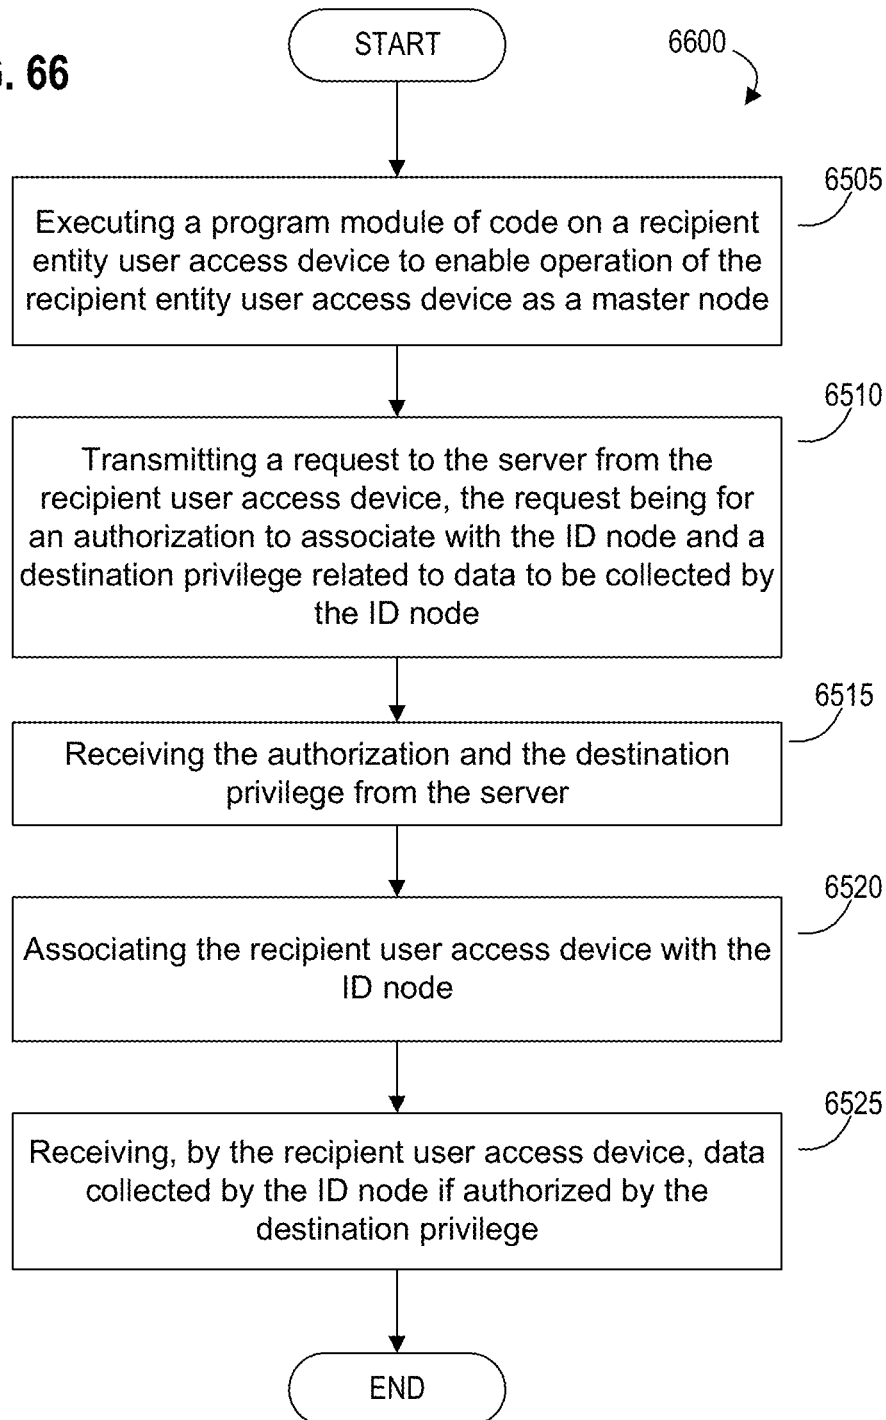 START
6600
. 66
6505
Executing a program module of code on a recipient
entity user access device to enable operation of the
recipient entity user access device as a master node
6510
Transmitting a request to the server from the
recipient user access device, the request being for
an authorization to associate with the ID node and a
destination privilege related to data to be collected by
the ID node
6515
Receiving the authorization and the destination
privilege from the server
6520
Associating the recipient user access device with the
ID node
6525
Receiving, by the recipient user access device, data
collected by the ID node if authorized by the
destination privilege
END